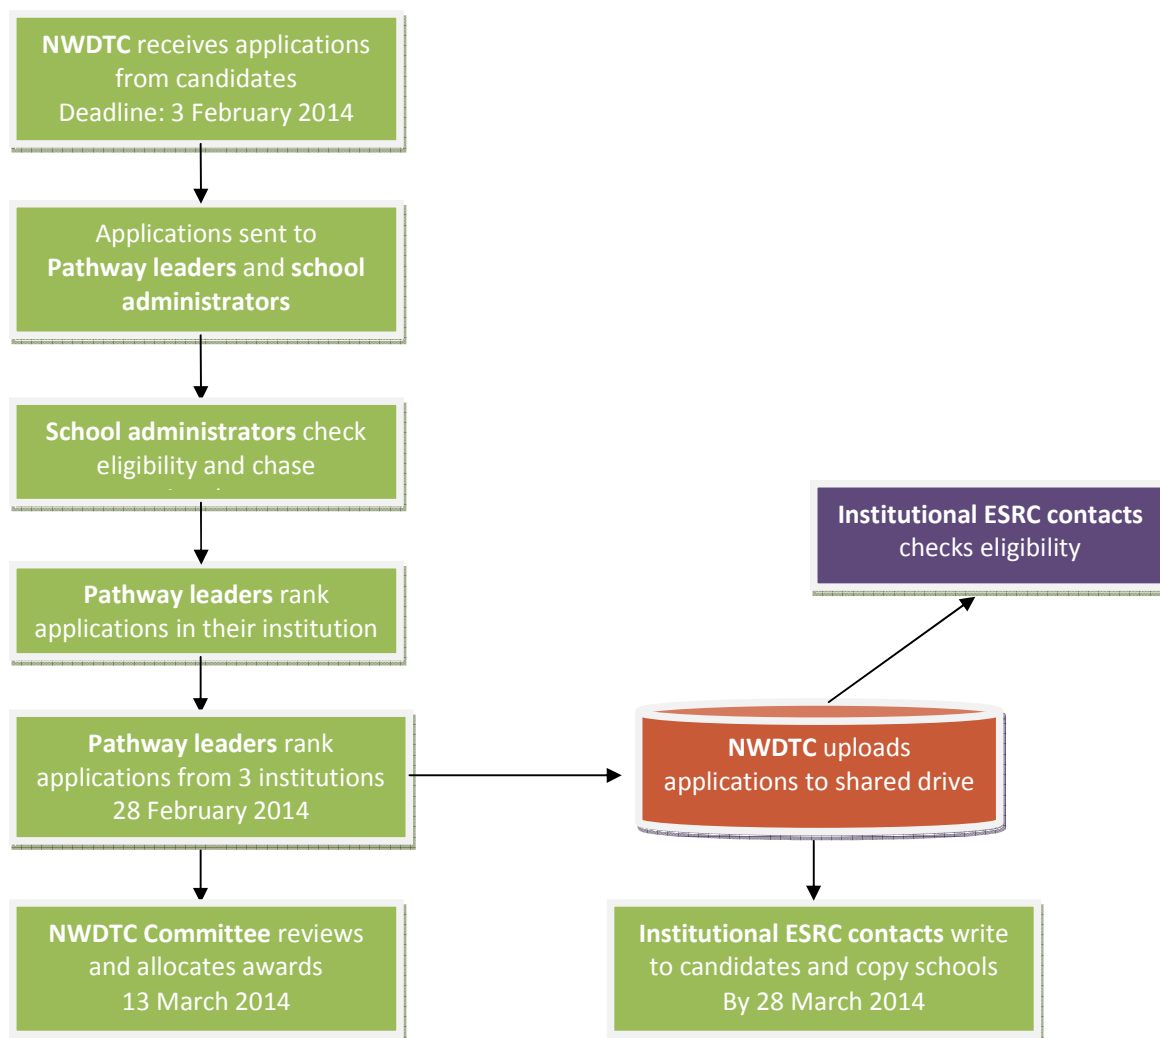 NWDTC receives applications
from candidates
Deadline: 3 February 2014
Applications sent to
Pathway leaders and school
administrators
School administrators check
eligibility and chase
Pathway leaders rank
applications in their institution
Pathway leaders rank
applications from 3 institutions
28 February 2014
NWDTC Committee reviews
and allocates awards
13 March 2014
Institutional ESRC contacts
checks eligibility
NWDTC uploads
applications to shared drive
Institutional ESRC contacts write
to candidates and copy schools
By 28 March 2014